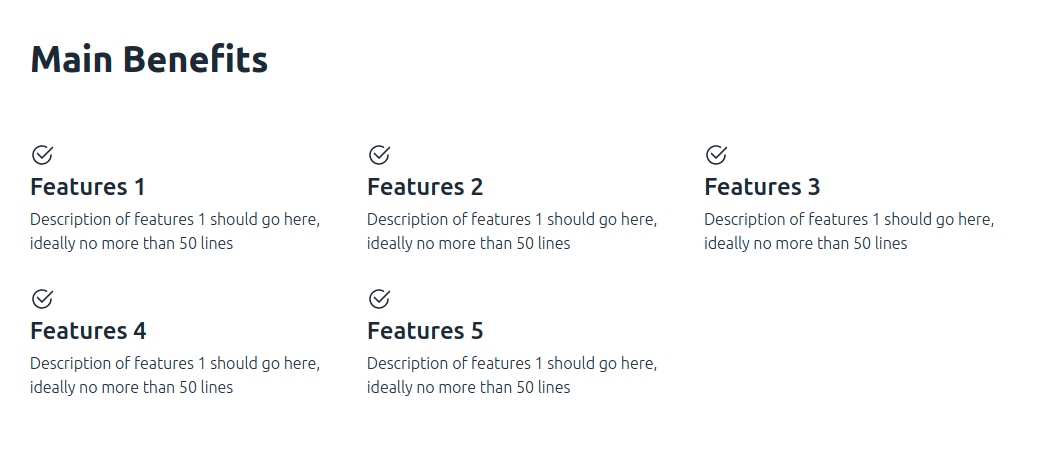 Main Benefits
Features 1
Description of features 1 should go here,
ideally no more than 50 lines
Features 2
Description of features 1 should go here,
ideally no more than 50 lines
Features 3
Description of features 1 should go here,
ideally no more than 50 lines
Features 4
Description of features 1 should go here,
ideally no more than 50 lines
Features 5
Description of features 1 should go here,
ideally no more than 50 lines